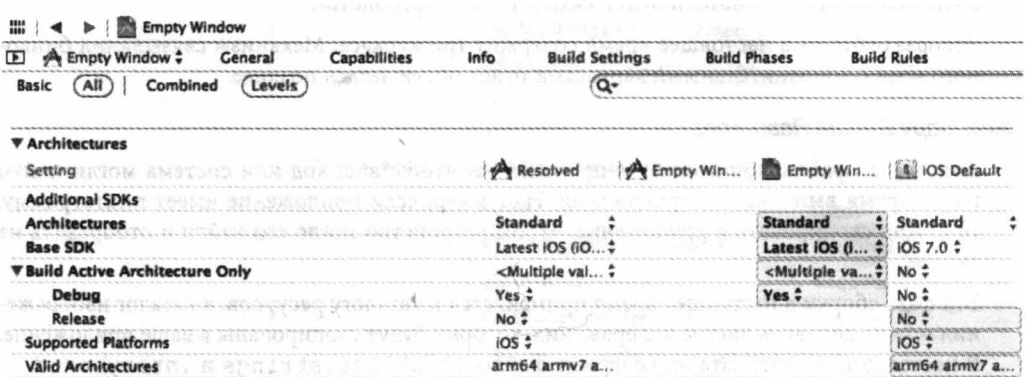 Empty Window
Empty Window General Capabilities Info Build Settings Build Phases Build Rules
Basic All Combined Levels
Architectures
Setting Resolved Empty Win... Empty Win... iOS Default
Additional SDKs
Architectures Standard Standard Standard
Base SDK Latest iOS (iO... Latest iOS (i... iOS 7.0
Build Active Architecture Only <Multiple val... <Multiple va... No
Debug Yes Yes No
Release No No
Supported Platforms iOS iOS
Valid Architectures arm64 armv7 a... arm64 armv7 a...